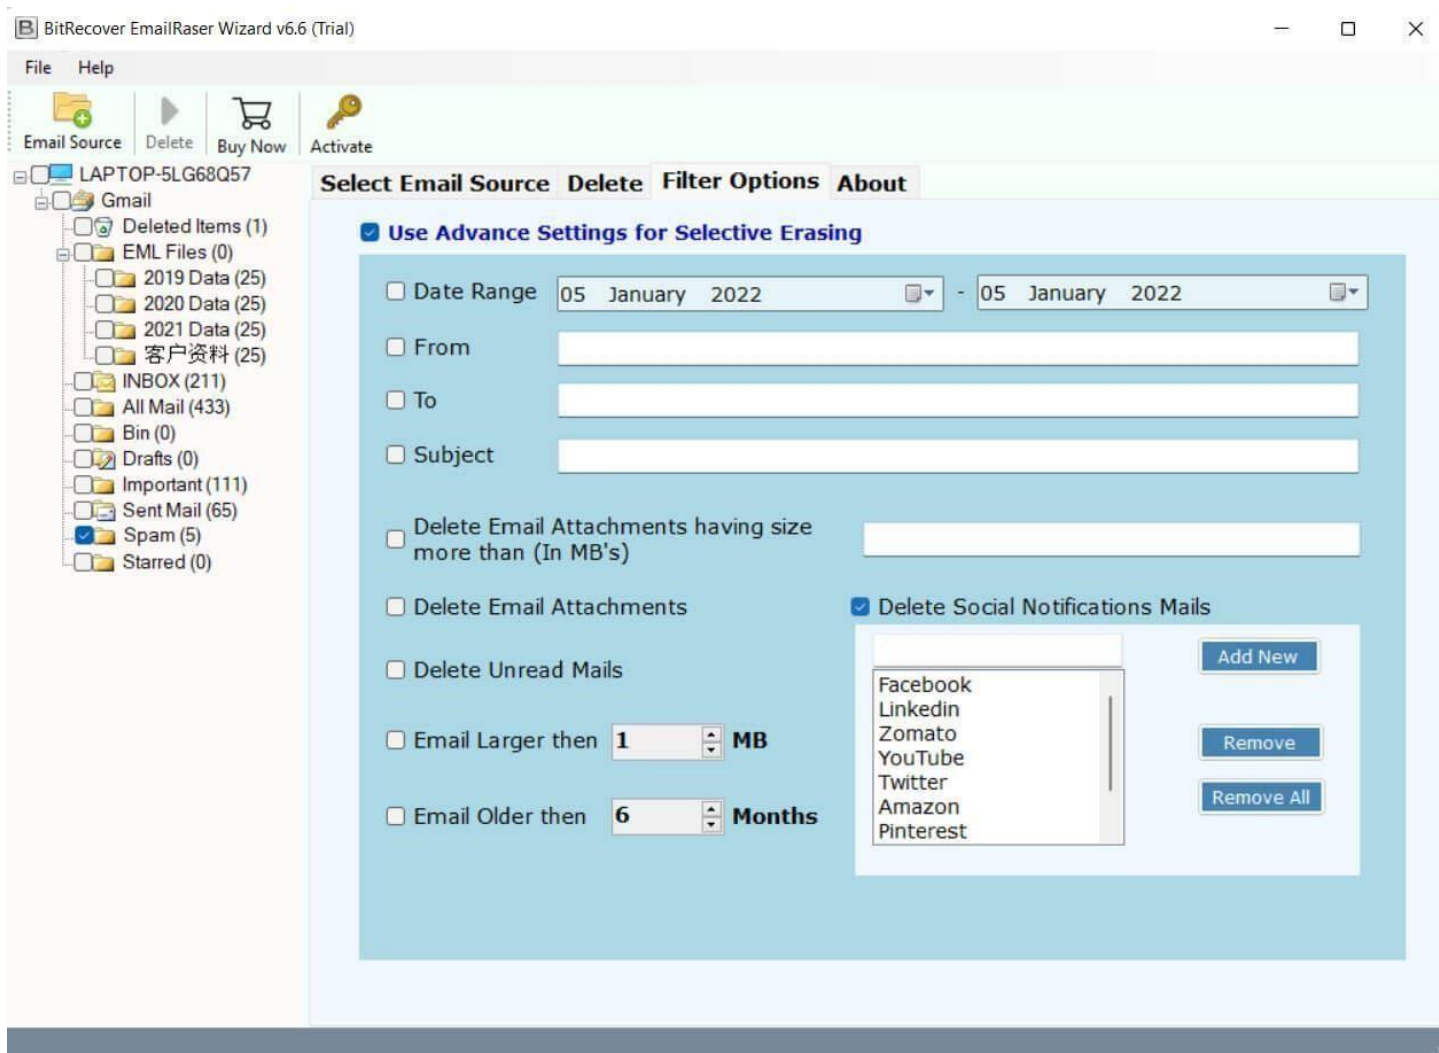 BitRecover EmailRaser Wizard v6.6 (Trial)
File Help
Email Source Delete Buy Now Activate
LAPTOP-5LG68Q57
Gmail
Deleted Items (1)
EML Files (0)
2019 Data (25)
2020 Data (25)
2021 Data (25)
客户资料 (25)
INBOX (211)
All Mail (433)
Bin (0)
Drafts (0)
Important (111)
Sent Mail (65)
Spam (5)
Starred (0)
Select Email Source Delete Filter Options About
Use Advance Settings for Selective Erasing
Date Range 05 January 2022 - 05 January 2022
From
To
Subject
Delete Email Attachments having size
more than (In MB's)
Delete Email Attachments
Delete Unread Mails
Email Larger then 1 MB
Email Older then 6 Months
Delete Social Notifications Mails
Add New
Facebook
Linkedin
Zomato
YouTube
Twitter
Amazon
Pinterest
Remove
Remove All